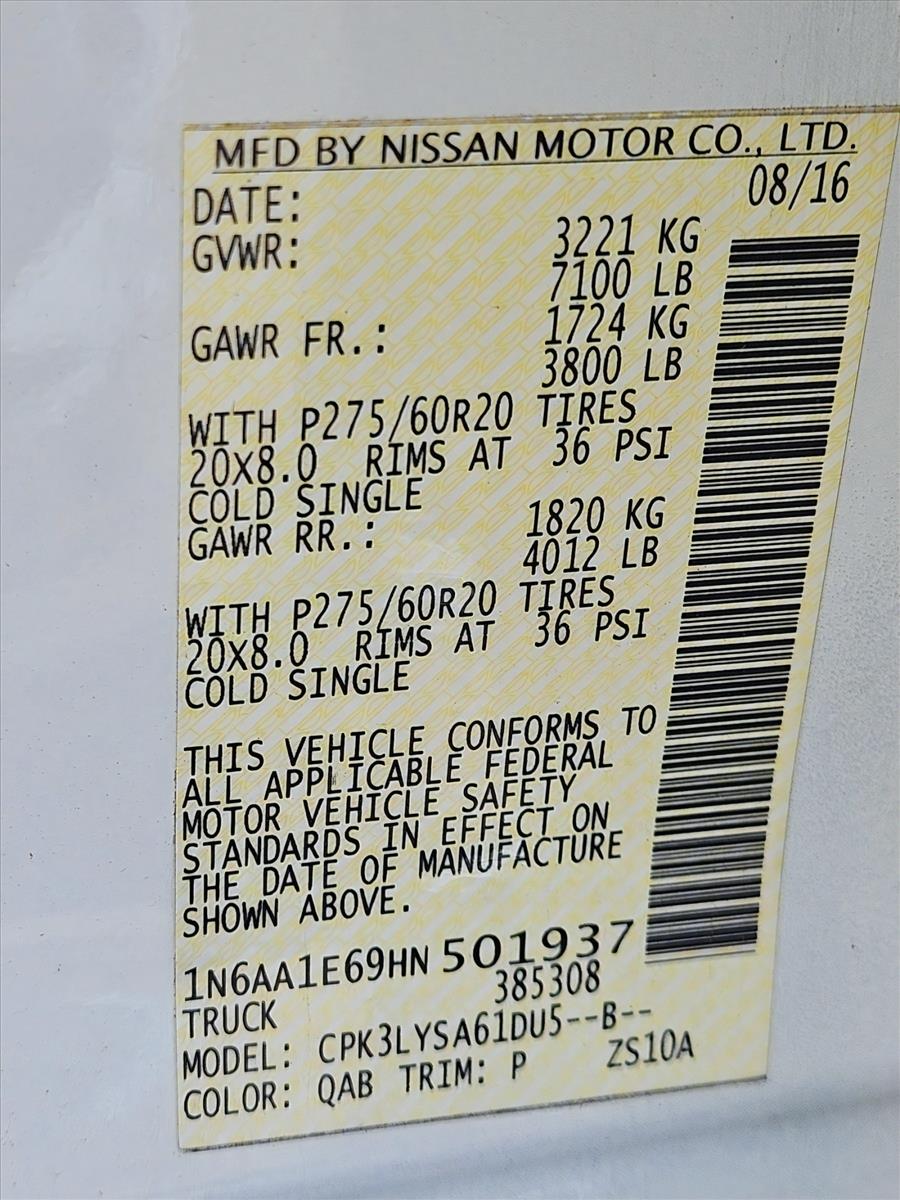 MFD BY NISSAN MOTOR CO., LTD.
DATE: 08/16
GVWR: 3221 KG
7100 LB
GAWR FR.: 1724 KG
3800 LB
WITH P275/60R20 TIRES
20X8.0 RIMS AT 36 PSI
COLD SINGLE
GAWR RR.: 1820 KG
4012 LB
WITH P275/60R20 TIRES
20X8.0 RIMS AT 36 PSI
COLD SINGLE
THIS VEHICLE CONFORMS TO
ALL APPLICABLE FEDERAL
MOTOR VEHICLE SAFETY
STANDARDS IN EFFECT ON
THE DATE OF MANUFACTURE
SHOWN ABOVE.
1N6AA1E69HN 501937
TRUCK 385308
MODEL: CPK3LYSA61DU5--B--
COLOR: QAB TRIM: P ZS10A